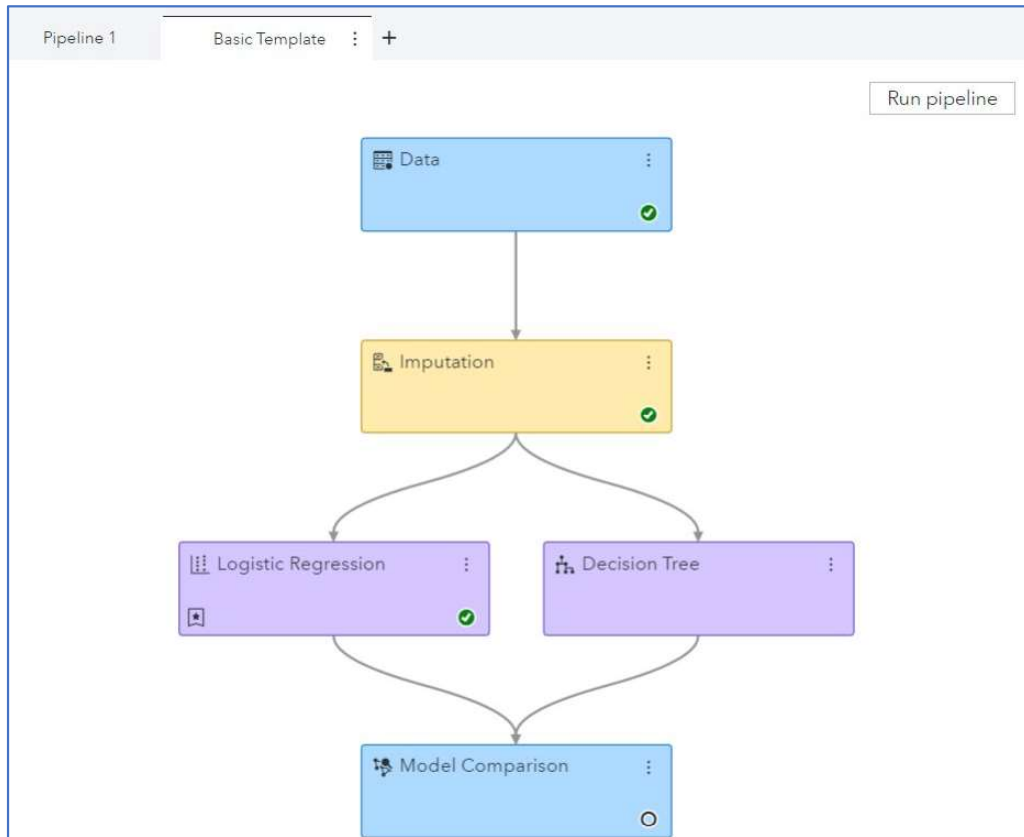 Pipeline 1
Basic Template
Run pipeline
Data
Imputation
Logistic Regression
Decision Tree
Model Comparison